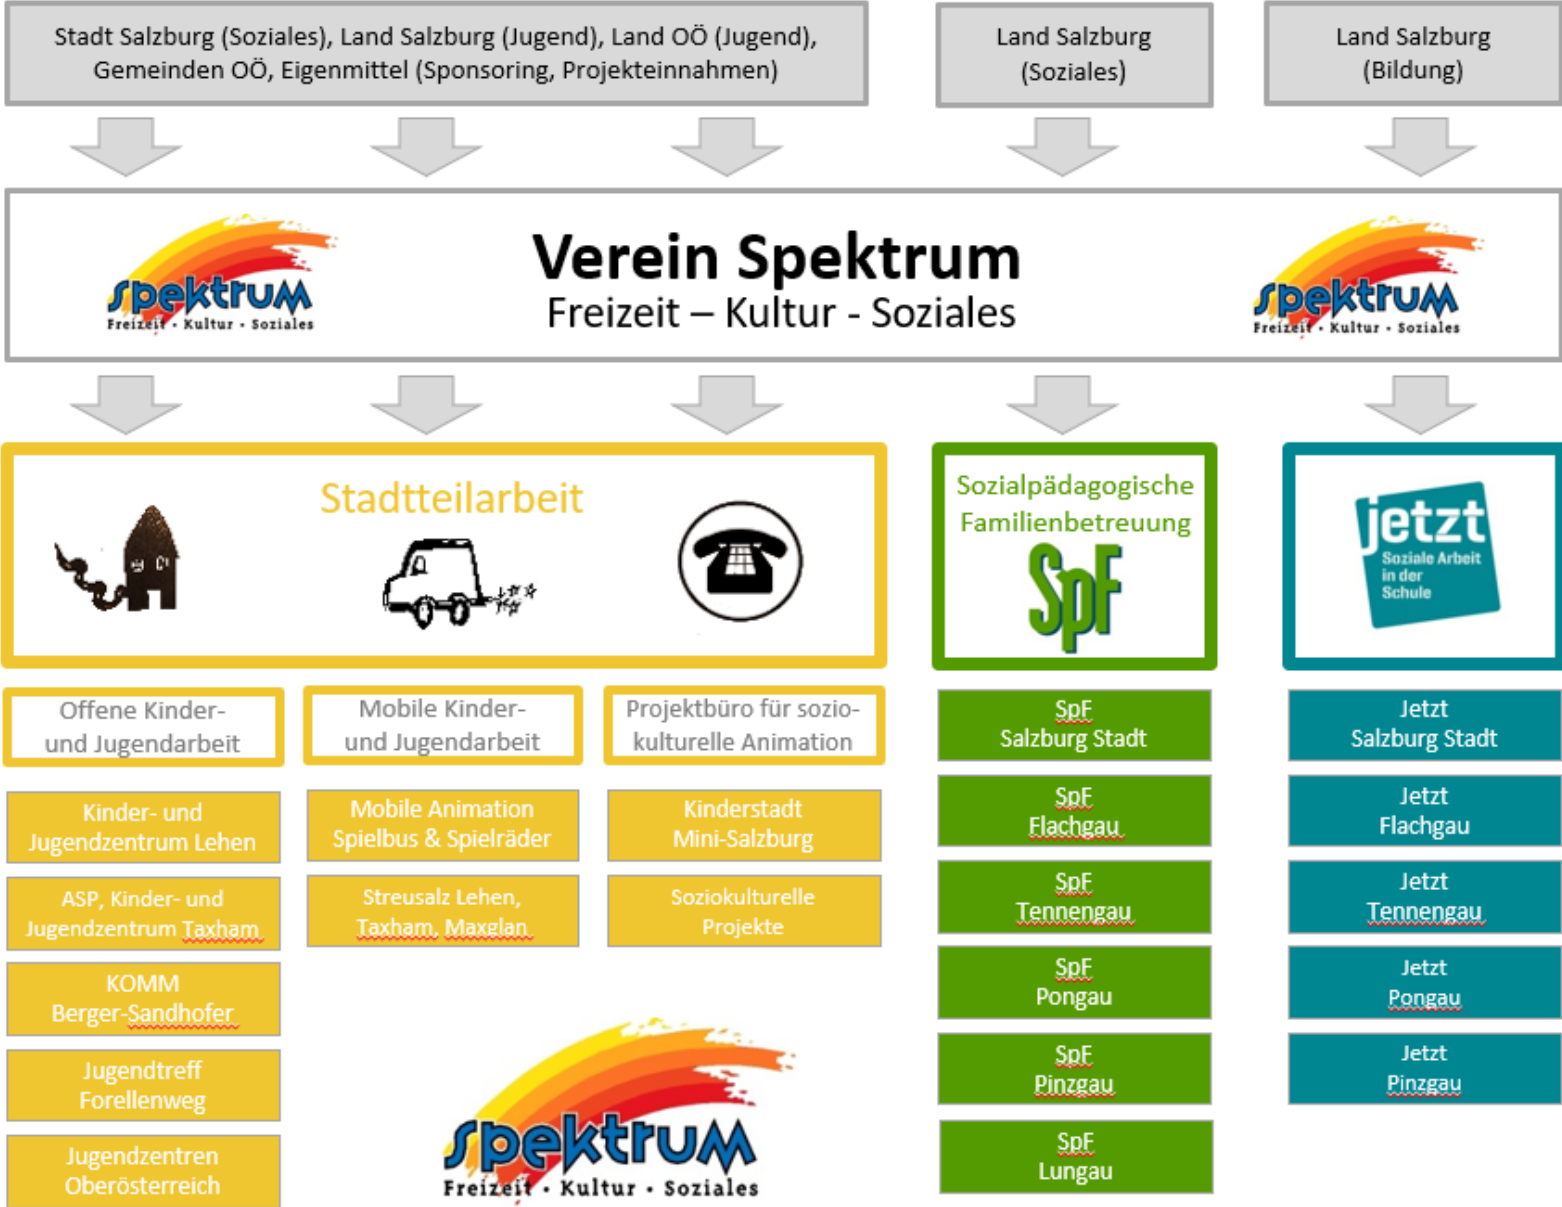 Stadt Salzburg (Soziales), Land Salzburg (Jugend), Land OÖ (Jugend),
Gemeinden OÖ, Eigenmittel (Sponsoring, Projekteinnahmen)
Land Salzburg
(Soziales)
Land Salzburg
(Bildung)
spektrum
Freizeit · Kultur · Soziales
Verein Spektrum
Freizeit – Kultur - Soziales
spektrum
Freizeit · Kultur · Soziales
Stadtteilarbeit
Sozialpädagogische
Familienbetreuung
SpF
jetzt
Soziale Arbeit
in der
Schule
Offene Kinder-
und Jugendarbeit
Kinder- und
Jugendzentrum Lehen
ASP, Kinder- und
Jugendzentrum Taxham
KOMM
Berger-Sandhofer
Jugendtreff
Forellenweg
Jugendzentren
Oberösterreich
Mobile Kinder-
und Jugendarbeit
Mobile Animation
Spielbus & Spielräder
Streusalz Lehen,
Taxham, Maxglan
Projektbüro für sozio-
kulturelle Animation
Kinderstadt
Mini-Salzburg
Soziokulturelle
Projekte
spektrum
Freizeit · Kultur · Soziales
SpF
Salzburg Stadt
SpF
Flachgau
SpF
Tennengau
SpF
Pongau
SpF
Pinzgau
SpF
Lungau
Jetzt
Salzburg Stadt
Jetzt
Flachgau
Jetzt
Tennengau
Jetzt
Pongau
Jetzt
Pinzgau